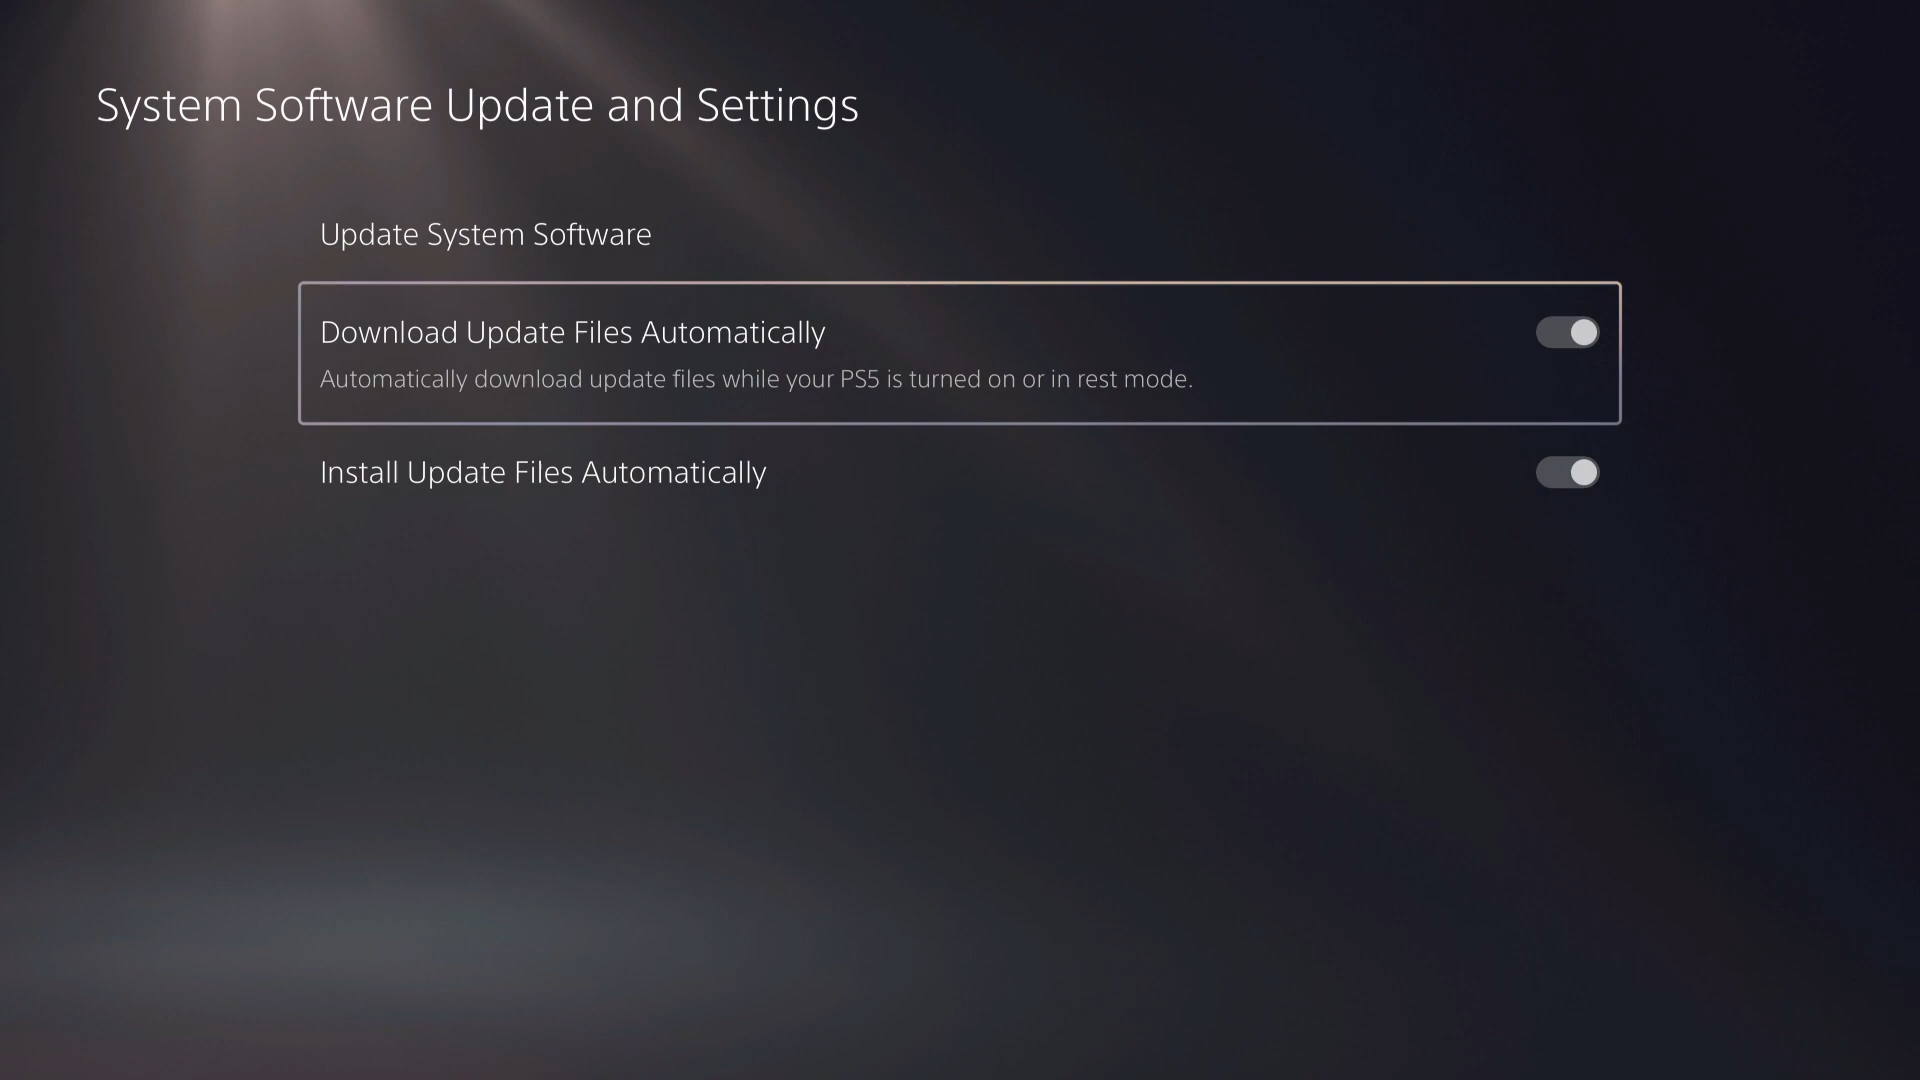 System Software Update and Settings
Update System Software
Download Update Files Automatically
Automatically download update files while your PS5 is turned on or in rest mode.
Install Update Files Automatically